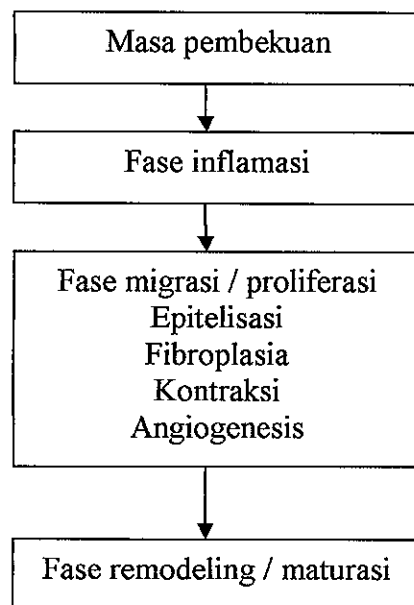 Masa pembekuan
Fase inflamasi
Fase migrasi / proliferasi
Epitelisasi
Fibroplasia
Kontraksi
Angiogenesis
Fase remodeling / maturasi